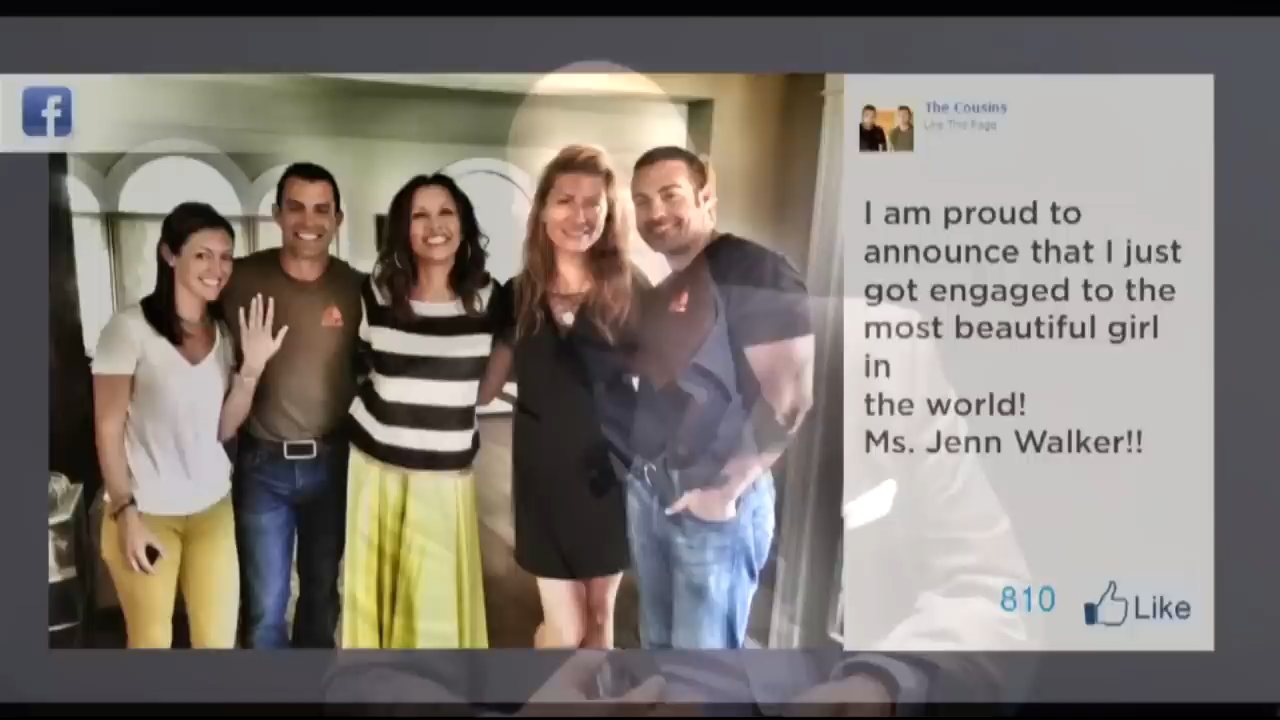 f
The Cousins
Like This Page
I am proud to
announce that I just
got engaged to the
most beautiful girl
in
the world!
Ms. Jenn Walker!!
810
Like